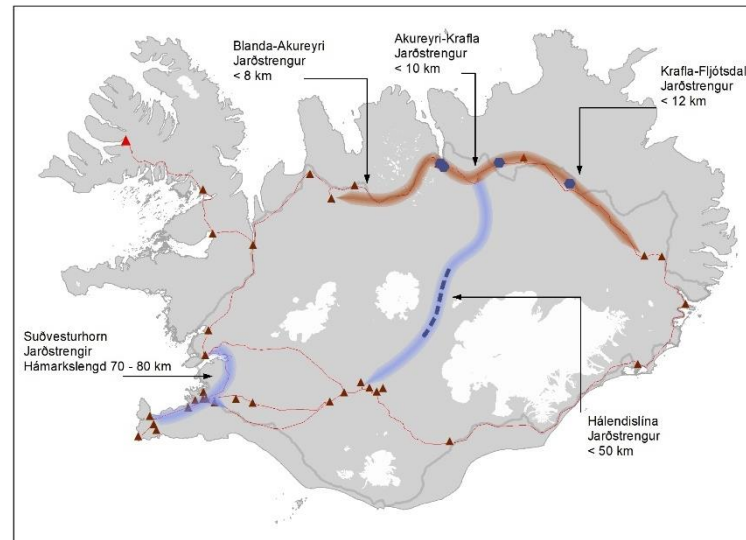 Blanda-Akureyri
Jarðstrengur
< 8 km
Akureyri-Krafla
Jarðstrengur
< 10 km
Krafla-Fljótsdal
Jarðstrengur
< 12 km
Suðvesturhorn
Jarðstrengir
Hámarkslengd 70 - 80 km
Hálendislína
Jarðstrengur
< 50 km